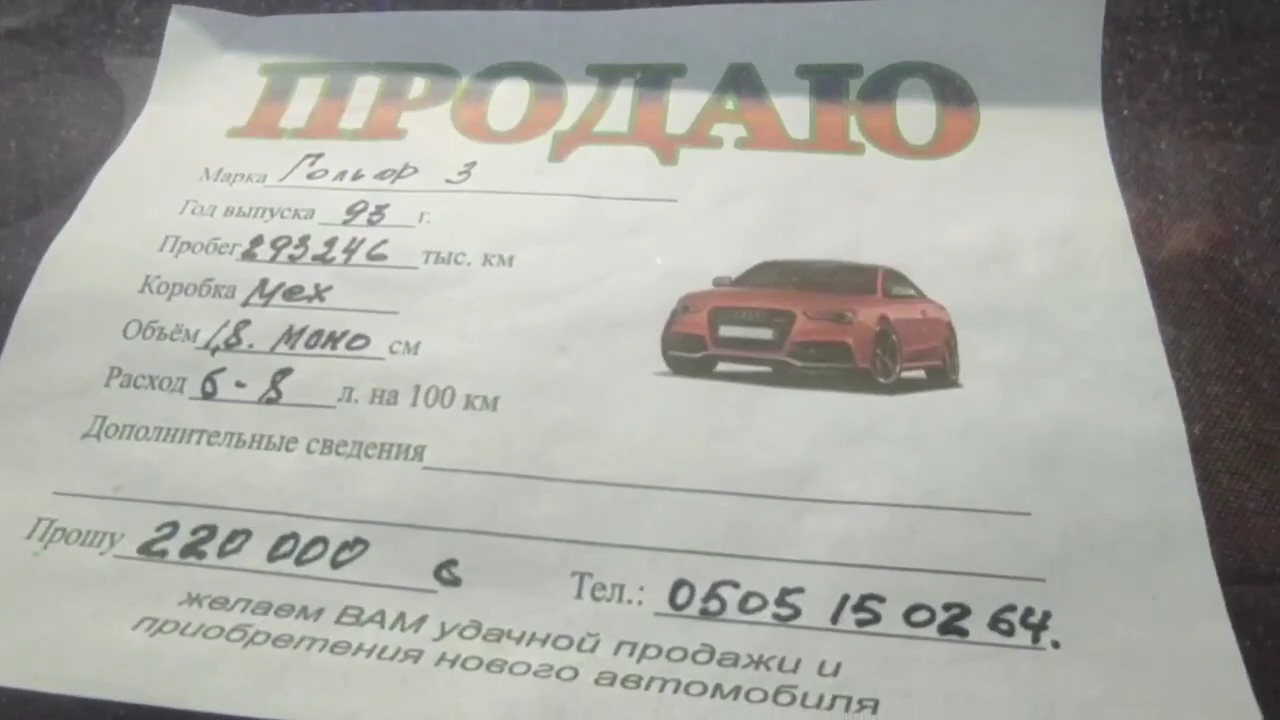 ПРОДАЮ
Марка Гольф 3
Год выпуска 93 г.
Пробег 293246 тыс. км
Коробка Мех
Объём 1,8. моно см
Расход 6-8 л. на 100 км
Дополнительные сведения
Прошу 220 000 с Тел.: 0505 15 02 64.
желаем ВАМ удачной продажи и
приобретения нового автомобиля